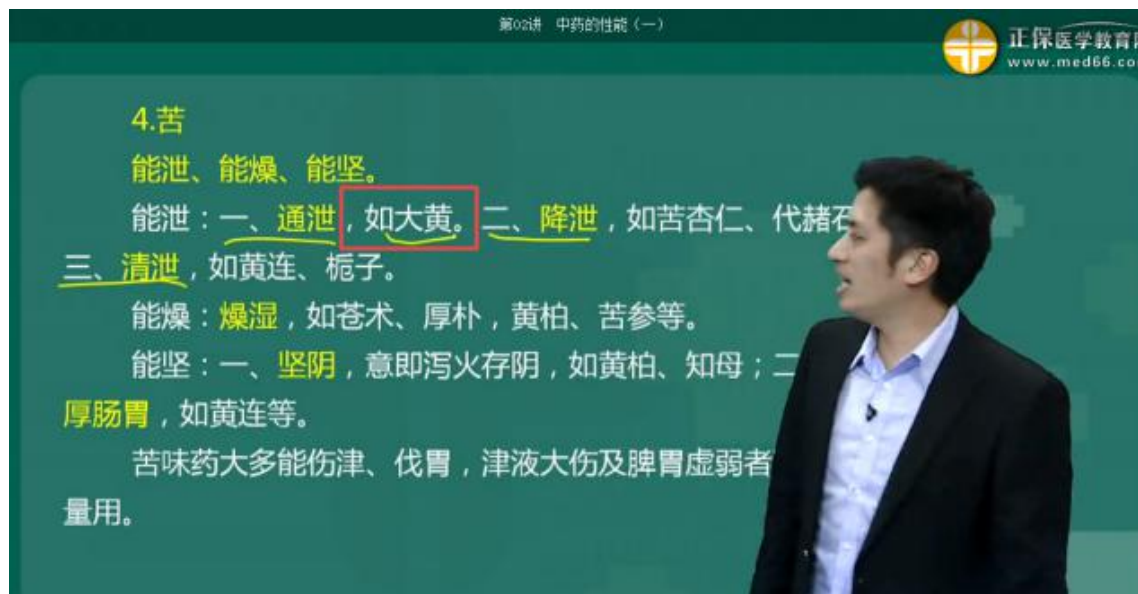 第02讲 中药的性能（一）
正保医学教育
www.med66.co
4.苦
能泄、能燥、能坚。
能泄：一、通泄，如大黄。二、降泄，如苦杏仁、代赭石
三、清泄，如黄连、栀子。
能燥：燥湿，如苍术、厚朴，黄柏、苦参等。
能坚：一、坚阴，意即泻火存阴，如黄柏、知母；二
厚肠胃，如黄连等。
苦味药大多能伤津、伐胃，津液大伤及脾胃虚弱者
量用。